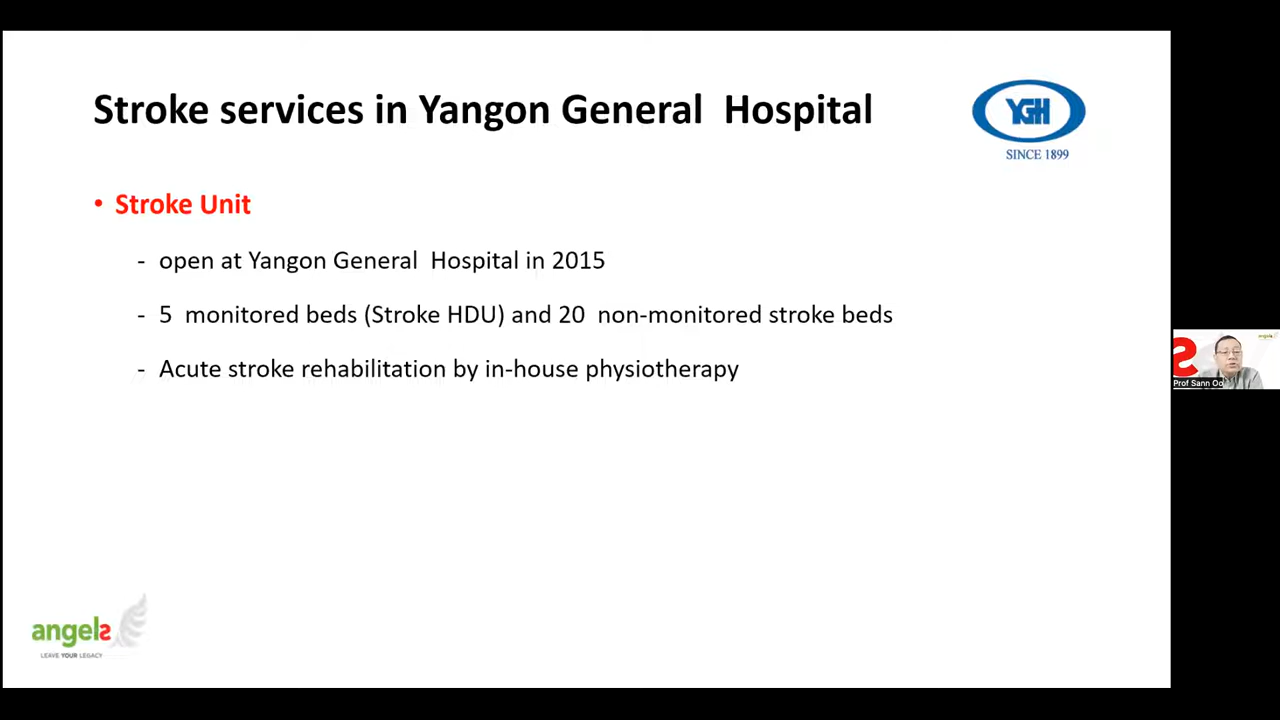 Stroke services in Yangon General Hospital
YGH
SINCE 1899
• Stroke Unit
- open at Yangon General Hospital in 2015
- 5 monitored beds (Stroke HDU) and 20 non-monitored stroke beds
- Acute stroke rehabilitation by in-house physiotherapy
angels
Prof Sann Oo
angels
LEAVE YOUR LEGACY